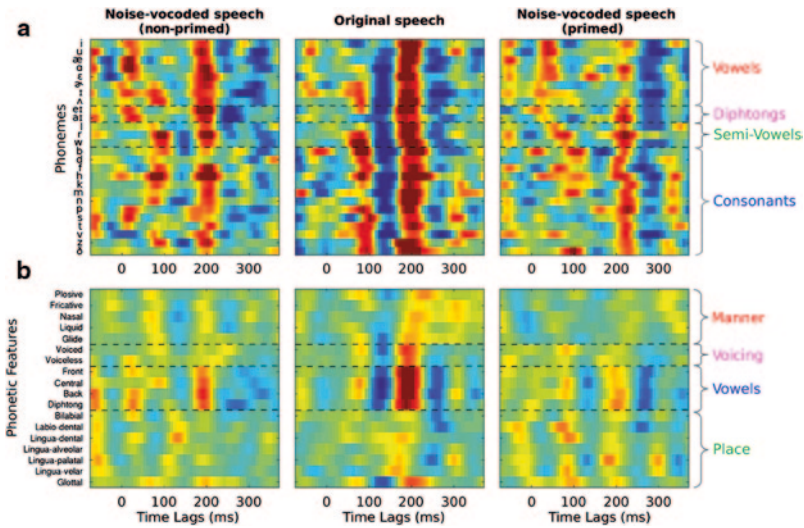 Noise-vocoded speech
(non-primed)
Original speech
Noise-vocoded speech
(primed)
a
Phonemes
i
u
æ
ɑ
ɛ
ɪ
ʌ
eɪ
aɪ
l
r
w
b
d
f
h
k
m
n
p
s
t
v
z
ð
Vowels
Diphtongs
Semi-Vowels
Consonants
0 100 200 300
0 100 200 300
0 100 200 300
b
Phonetic Features
Plosive
Fricative
Nasal
Liquid
Glide
Voiced
Voiceless
Front
Central
Back
Diphtong
Bilabial
Labio-dental
Lingua-dental
Lingua-alveolar
Lingua-palatal
Lingua-velar
Glottal
Manner
Voicing
Vowels
Place
0 100 200 300
0 100 200 300
0 100 200 300
Time Lags (ms)
Time Lags (ms)
Time Lags (ms)